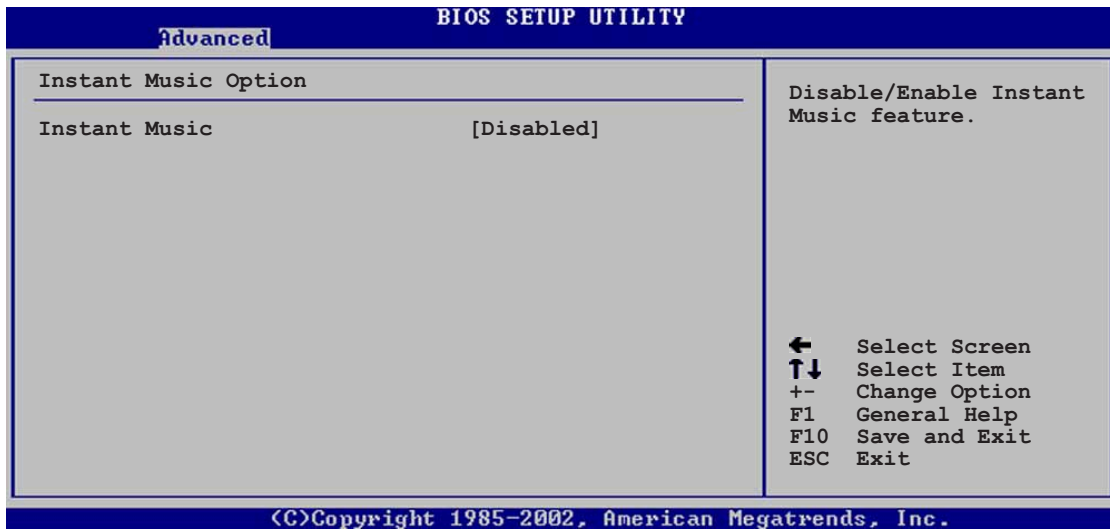 BIOS SETUP UTILITY
Advanced
Instant Music Option
Instant Music [Disabled]
Disable/Enable Instant
Music feature.
← Select Screen
↑↓ Select Item
+- Change Option
F1 General Help
F10 Save and Exit
ESC Exit
(C)Copyright 1985-2002, American Megatrends, Inc.